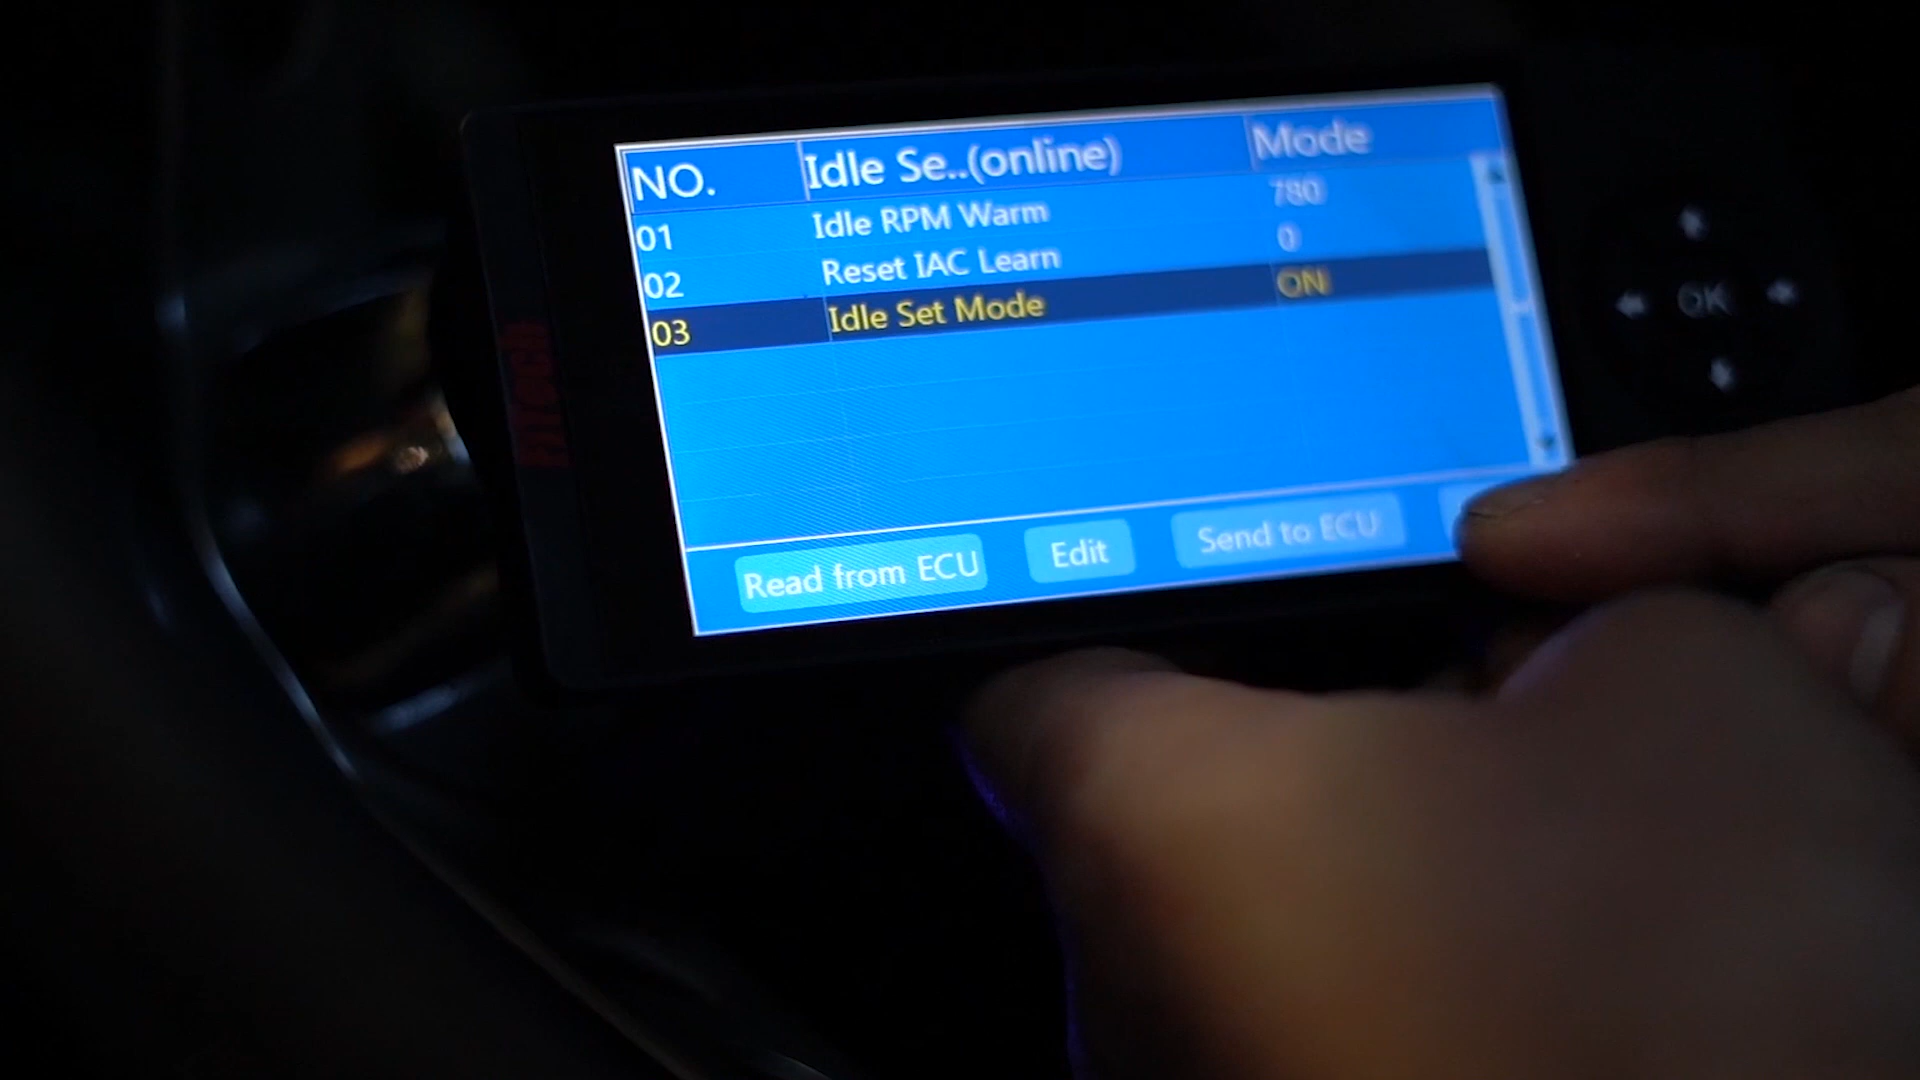 NO. Idle Se..(online) Mode
01 Idle RPM Warm 780
02 Reset IAC Learn 0
03 Idle Set Mode ON
Read from ECU Edit Send to ECU
OK
FITECH